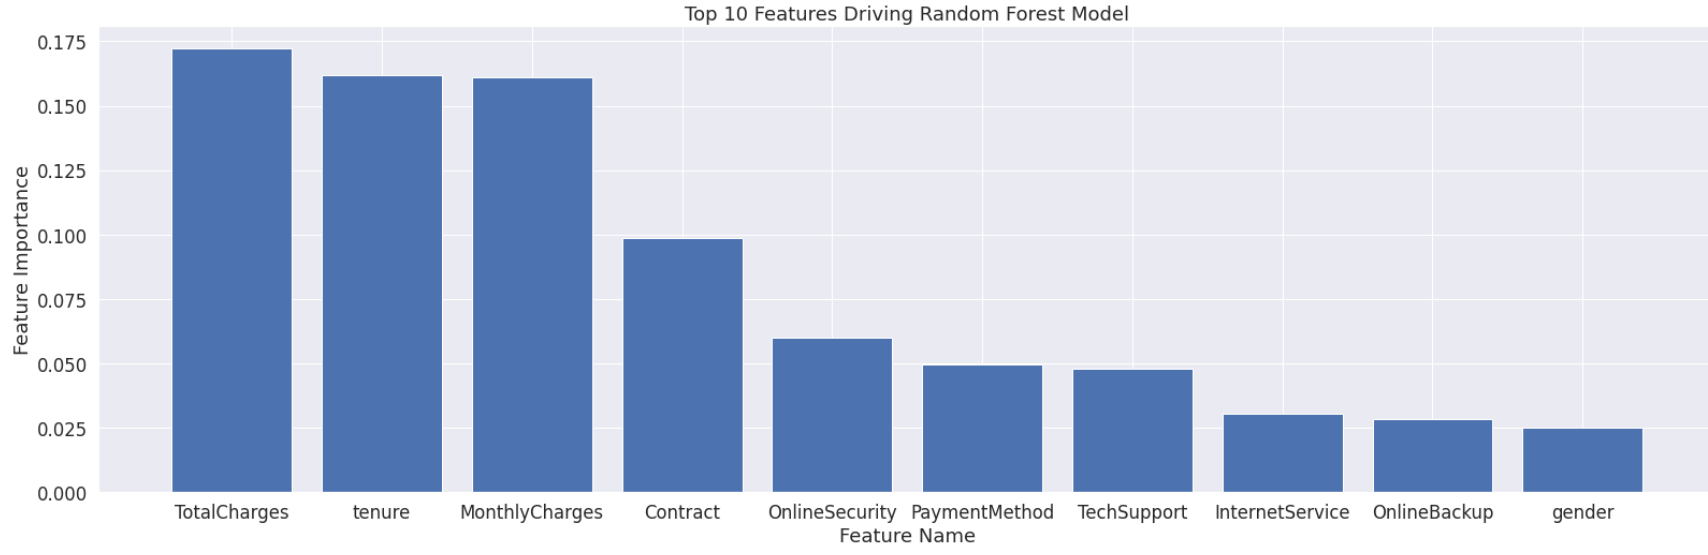 Top 10 Features Driving Random Forest Model
Feature Importance
0.175
0.150
0.125
0.100
0.075
0.050
0.025
0.000
TotalCharges tenure MonthlyCharges Contract OnlineSecurity PaymentMethod TechSupport InternetService OnlineBackup gender
Feature Name